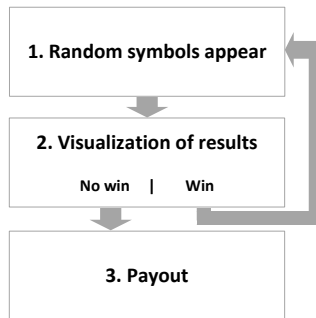 1. Random symbols appear
2. Visualization of results
No win | Win
3. Payout